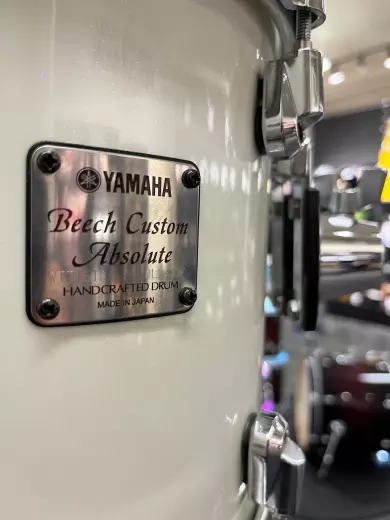 YAMAHA
Beech Custom
Absolute
HANDCRAFTED DRUM
MADE IN JAPAN